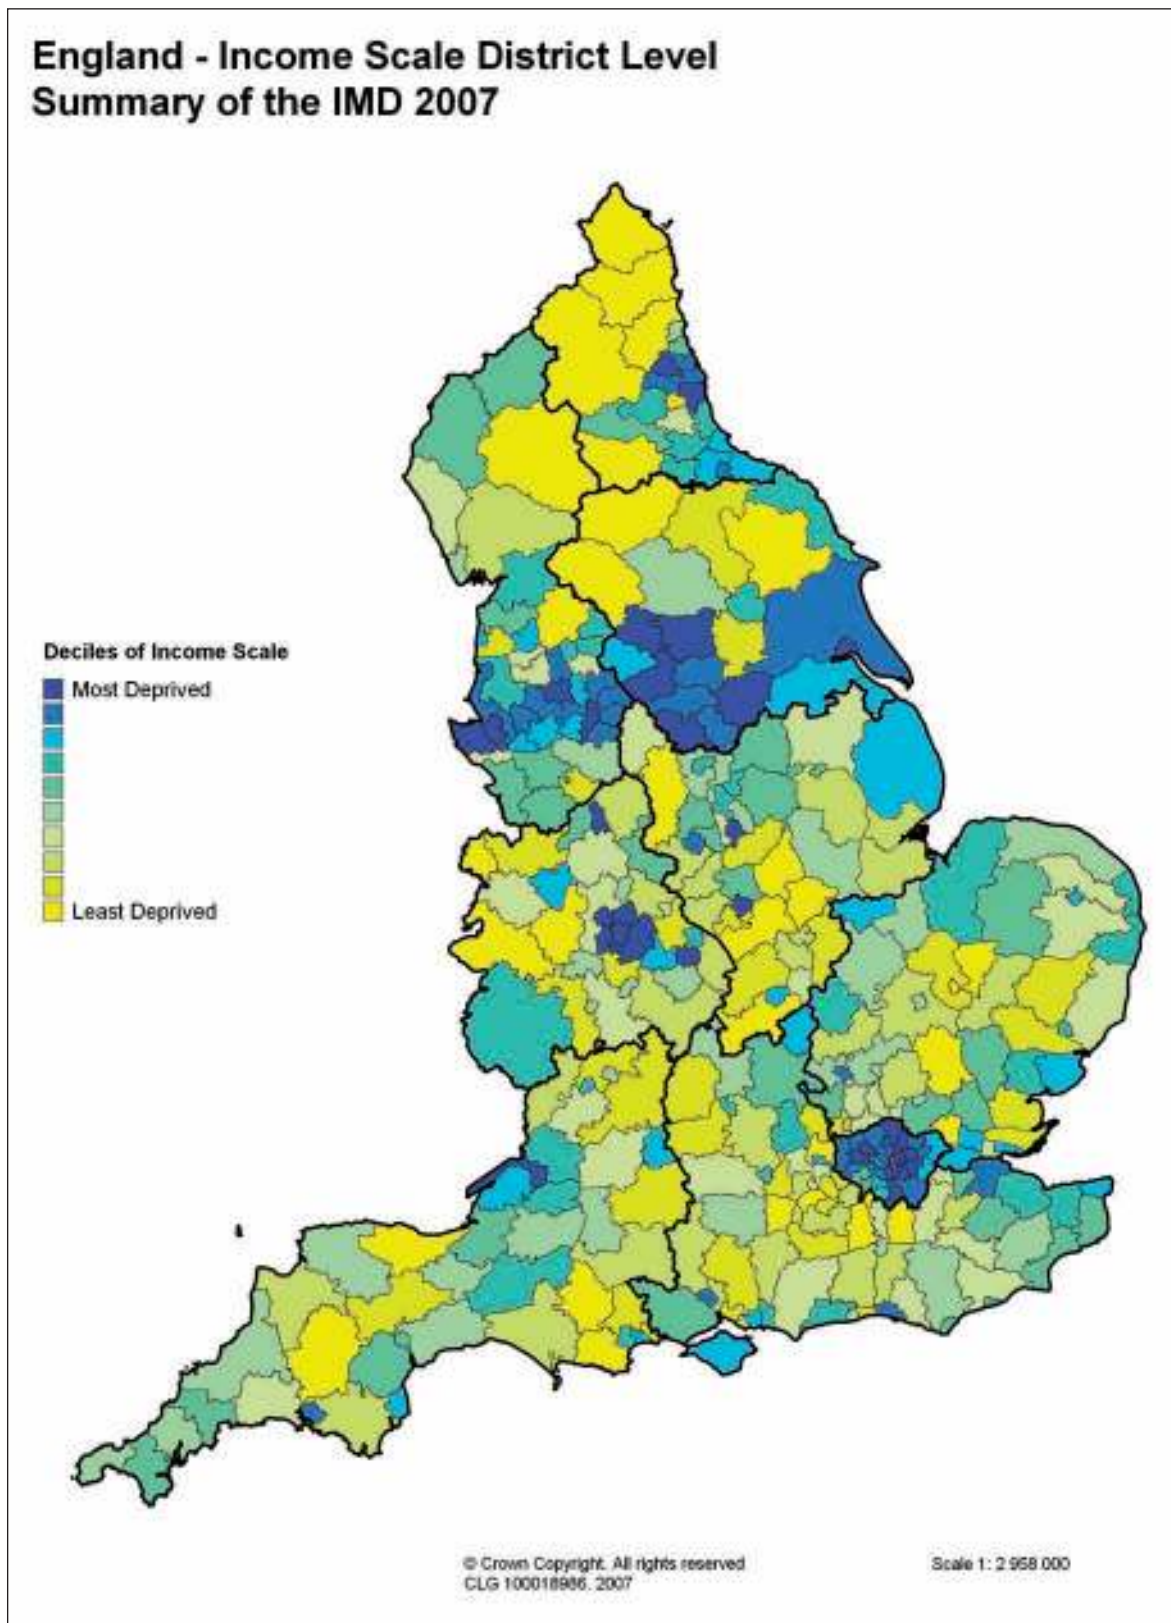 England - Income Scale District Level
Summary of the IMD 2007
Deciles of Income Scale
Most Deprived
Least Deprived
© Crown Copyright. All rights reserved
CLG 100018986. 2007
Scale 1: 2 958 000